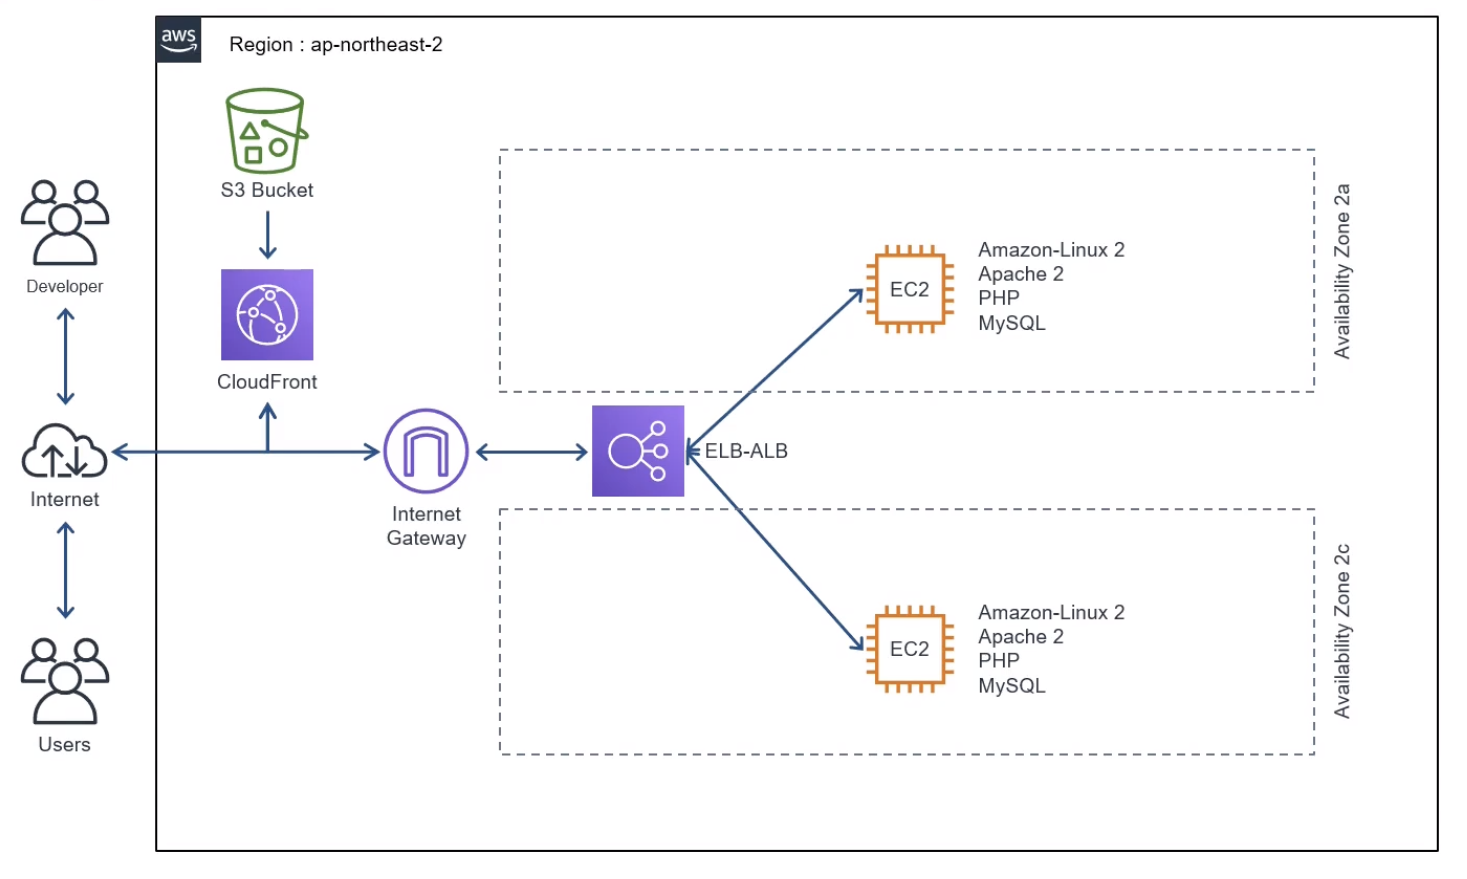 aws
Region : ap-northeast-2
S3 Bucket
CloudFront
Developer
Internet
Users
Internet
Gateway
ELB-ALB
EC2
Amazon-Linux 2
Apache 2
PHP
MySQL
Availability Zone 2a
EC2
Amazon-Linux 2
Apache 2
PHP
MySQL
Availability Zone 2c